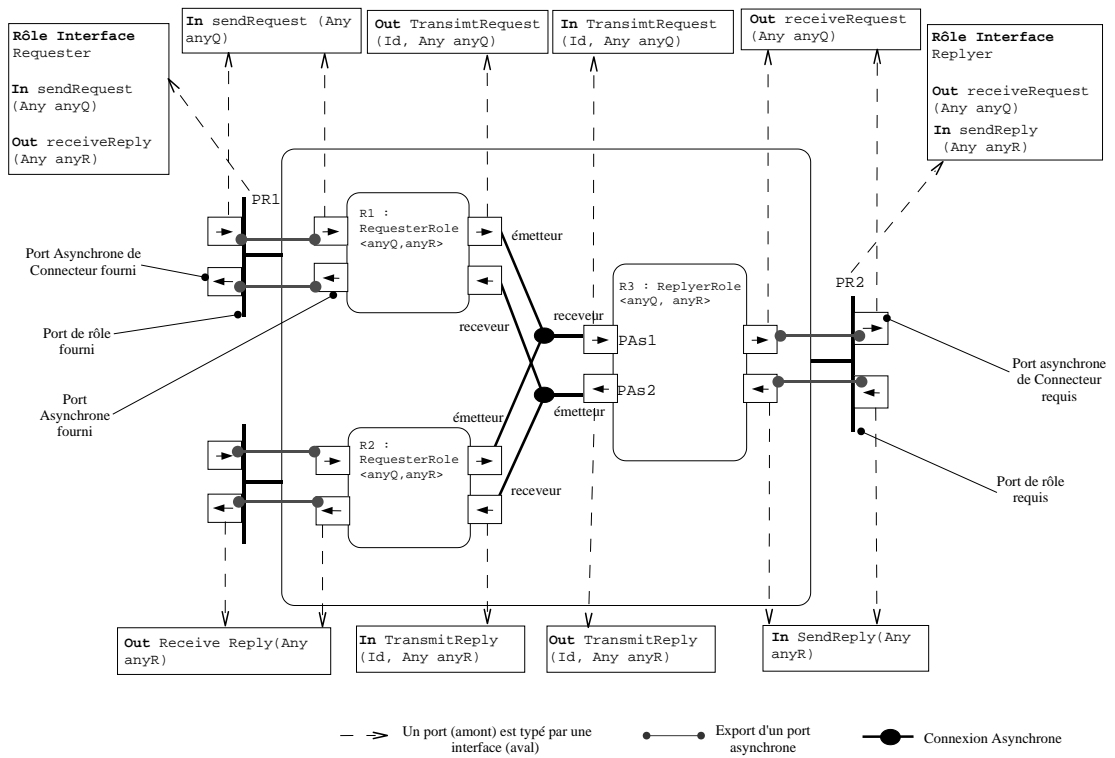 Rôle Interface
Requester
In sendRequest
(Any anyQ)
Out receiveReply
(Any anyR)
In sendRequest (Any
anyQ)
Out TransimtRequest
(Id, Any anyQ)
In TransimtRequest
(Id, Any anyQ)
Out receiveRequest
(Any anyQ)
Rôle Interface
Replyer
Out receiveRequest
(Any anyQ)
In sendReply
(Any anyR)
PR1
R1 :
RequesterRole
<anyQ,anyR>
émetteur
Port Asynchrone de
Connecteur fourni
R3 : ReplyerRole
<anyQ, anyR>
PR2
Port de rôle
fourni
receveur
receveur
PAs1
Port asynchrone
de Connecteur
requis
Port
Asynchrone
fourni
PAs2
émetteur
émetteur
R2 :
RequesterRole
<anyQ,anyR>
receveur
Port de rôle
requis
Out Receive Reply(Any
anyR)
In TransmitReply
(Id, Any anyR)
Out TransmitReply
(Id, Any anyR)
In SendReply(Any
anyR)
Un port (amont) est typé par une
interface (aval)
Export d'un port
asynchrone
Connexion Asynchrone